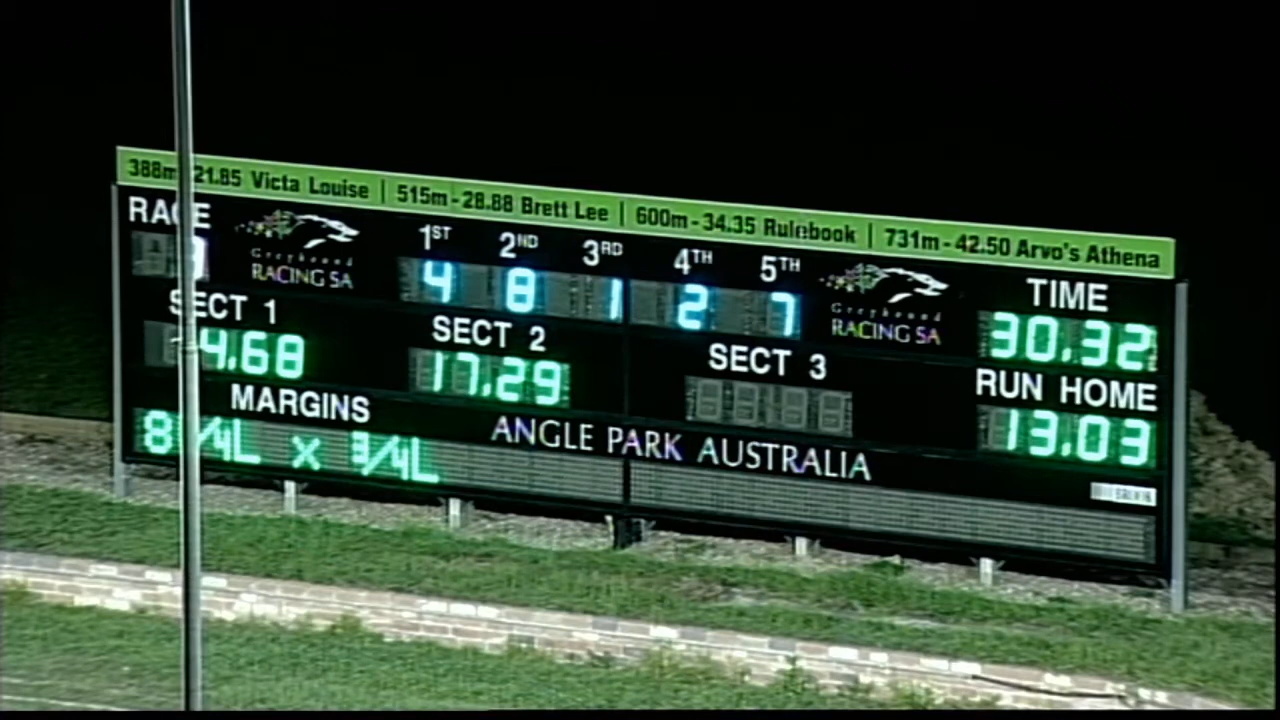 388m 21.85 Victa Louise | 515m - 28.88 Brett Lee | 600m - 34.35 Rulebook | 731m - 42.50 Arvo's Athena
RACE
Greyhound
RACING SA
1ST 2ND 3RD 4TH 5TH
4 8 1 2 7
Greyhound
RACING SA
TIME
30.32
SECT 1
4.68
SECT 2
17.29
SECT 3
RUN HOME
13.03
MARGINS
8 /4L x 3/4L
ANGLE PARK AUSTRALIA